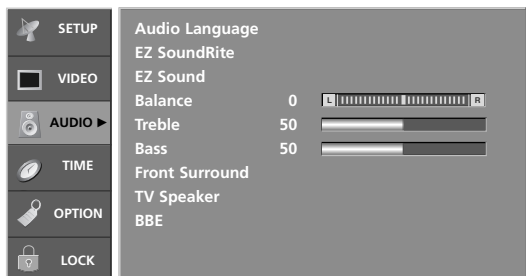 SETUP
VIDEO
AUDIO ►
TIME
OPTION
LOCK
Audio Language
EZ SoundRite
EZ Sound
Balance 0 L R
Treble 50
Bass 50
Front Surround
TV Speaker
BBE